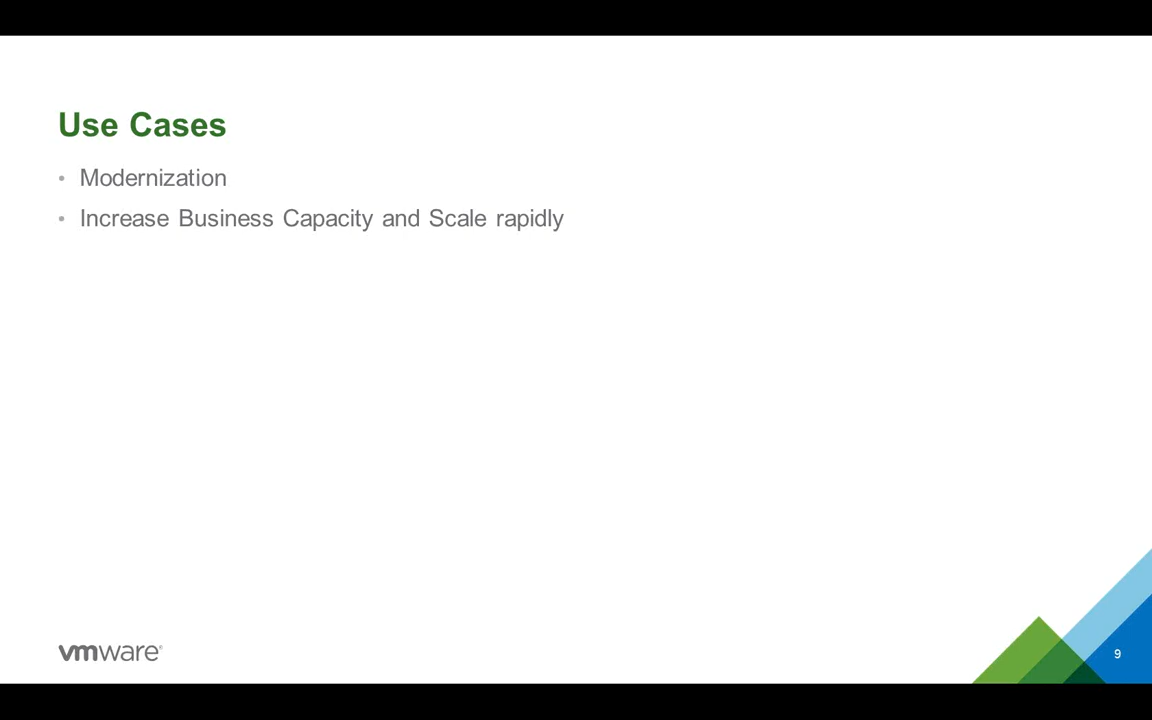 Use Cases
• Modernization
• Increase Business Capacity and Scale rapidly
vmware®
9